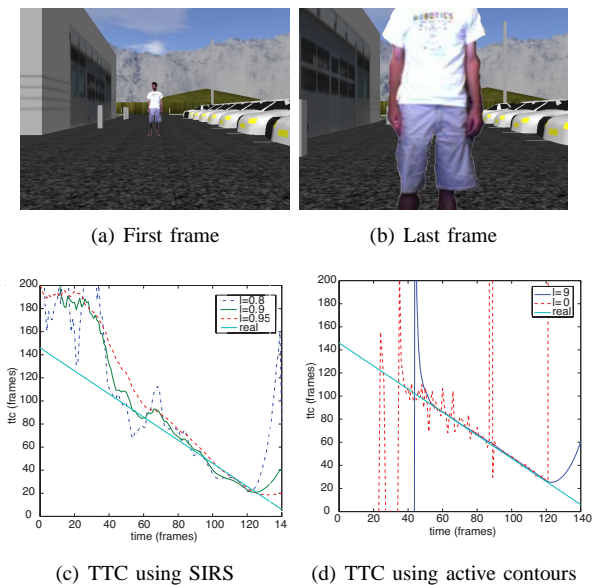 ROBOTICS
(a) First frame
(b) Last frame
200
180
160
140
120
100
80
60
40
20
0
ttc (frames)
0 20 40 60 80 100 120 14
time (frames)
l=0.8
l=0.9
l=0.95
real
200
180
160
140
120
100
80
60
40
20
0
ttc (frames)
0 20 40 60 80 100 120 140
time (frames)
l=9
l=0
real
(c) TTC using SIRS
(d) TTC using active contours